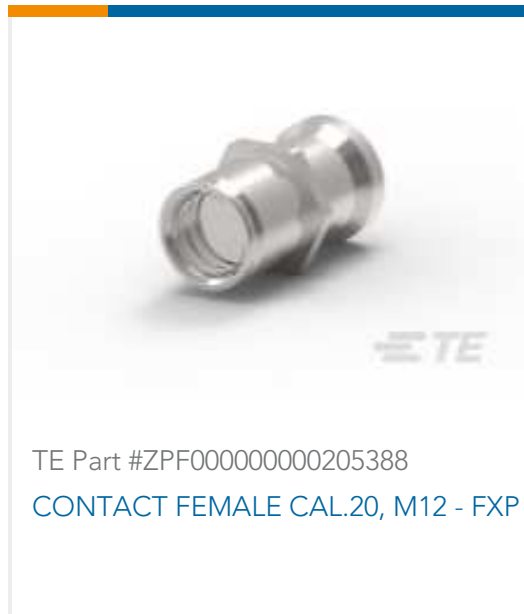 TE
TE Part #ZPF000000000205388
CONTACT FEMALE CAL.20, M12 - FXP